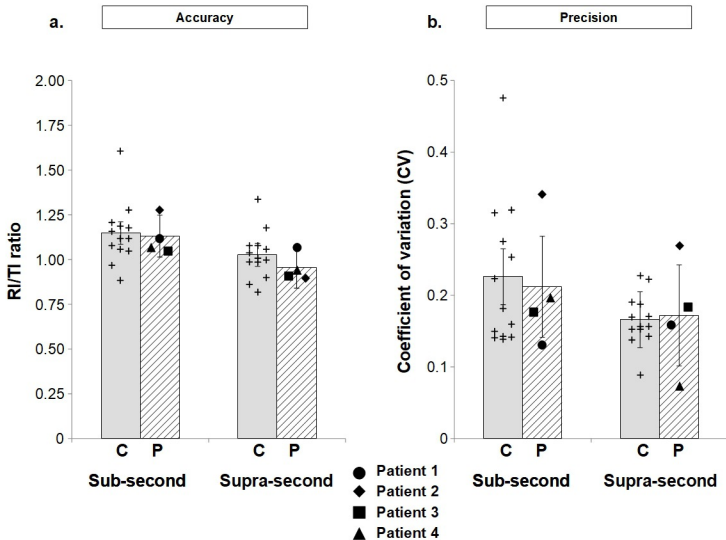 a.
Accuracy
b.
Precision
RI/TI ratio
2.00
1.75
1.50
1.25
1.00
0.75
0.50
0.25
0
C P C P
Sub-second Supra-second
Coefficient of variation (CV)
0.5
0.4
0.3
0.2
0.1
0
C P C P
Sub-second Supra-second
Patient 1
Patient 2
Patient 3
Patient 4